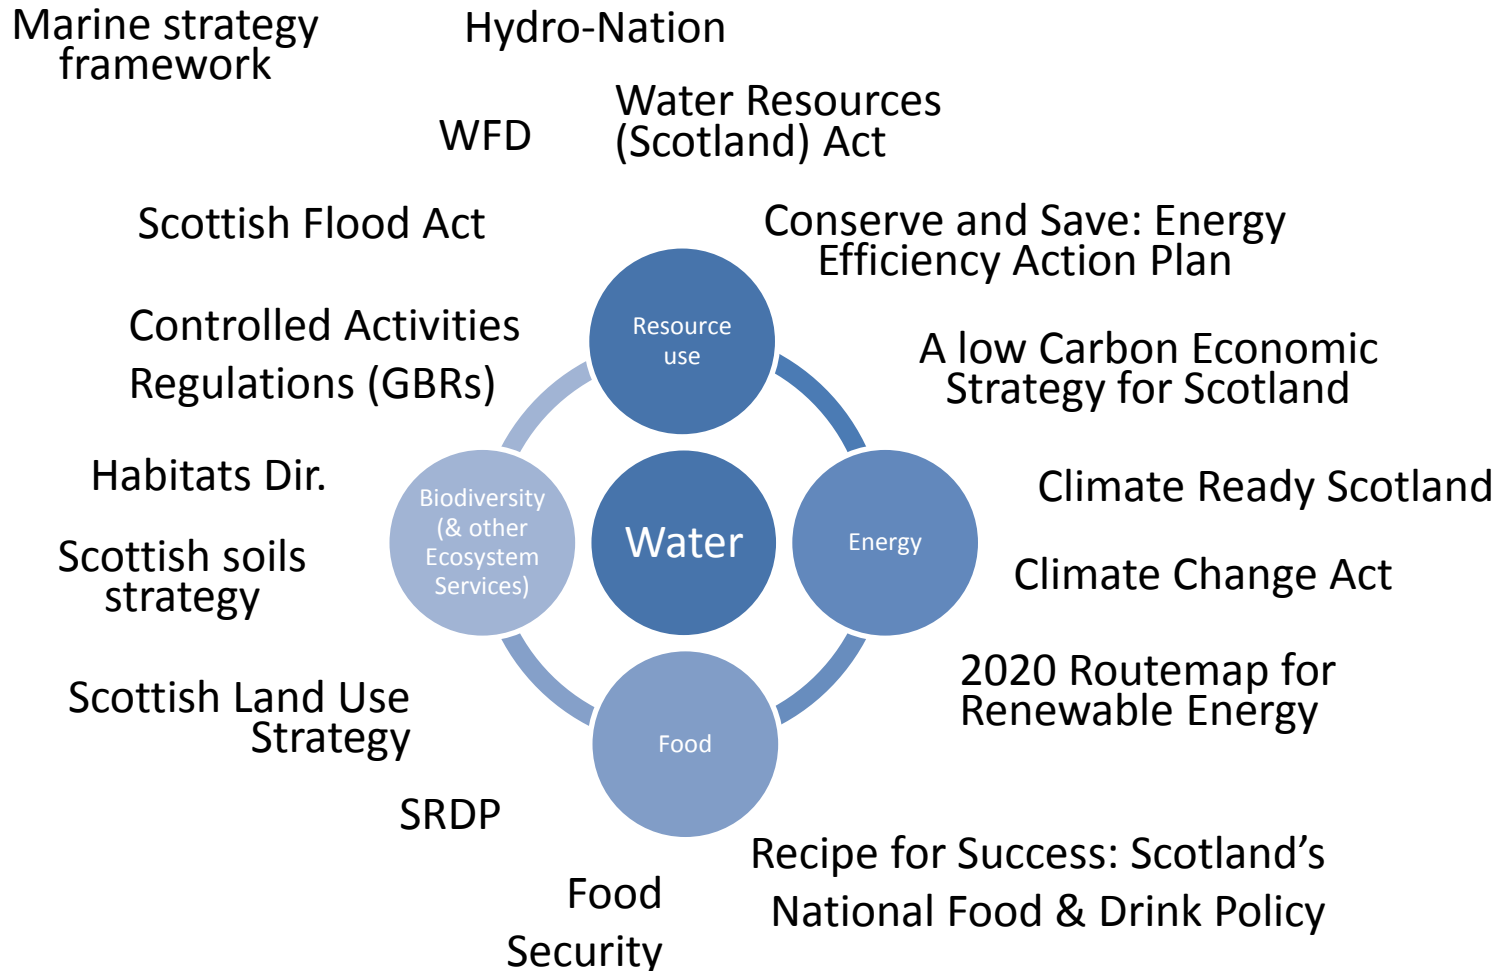 Marine strategy
framework
Hydro-Nation
WFD
Water Resources
(Scotland) Act
Scottish Flood Act
Conserve and Save: Energy
Efficiency Action Plan
Controlled Activities
Regulations (GBRs)
Resource
use
A low Carbon Economic
Strategy for Scotland
Habitats Dir.
Biodiversity
(& other
Ecosystem
Services)
Water
Energy
Climate Ready Scotland
Scottish soils
strategy
Climate Change Act
Scottish Land Use
Strategy
Food
2020 Routemap for
Renewable Energy
SRDP
Food
Security
Recipe for Success: Scotland’s
National Food & Drink Policy